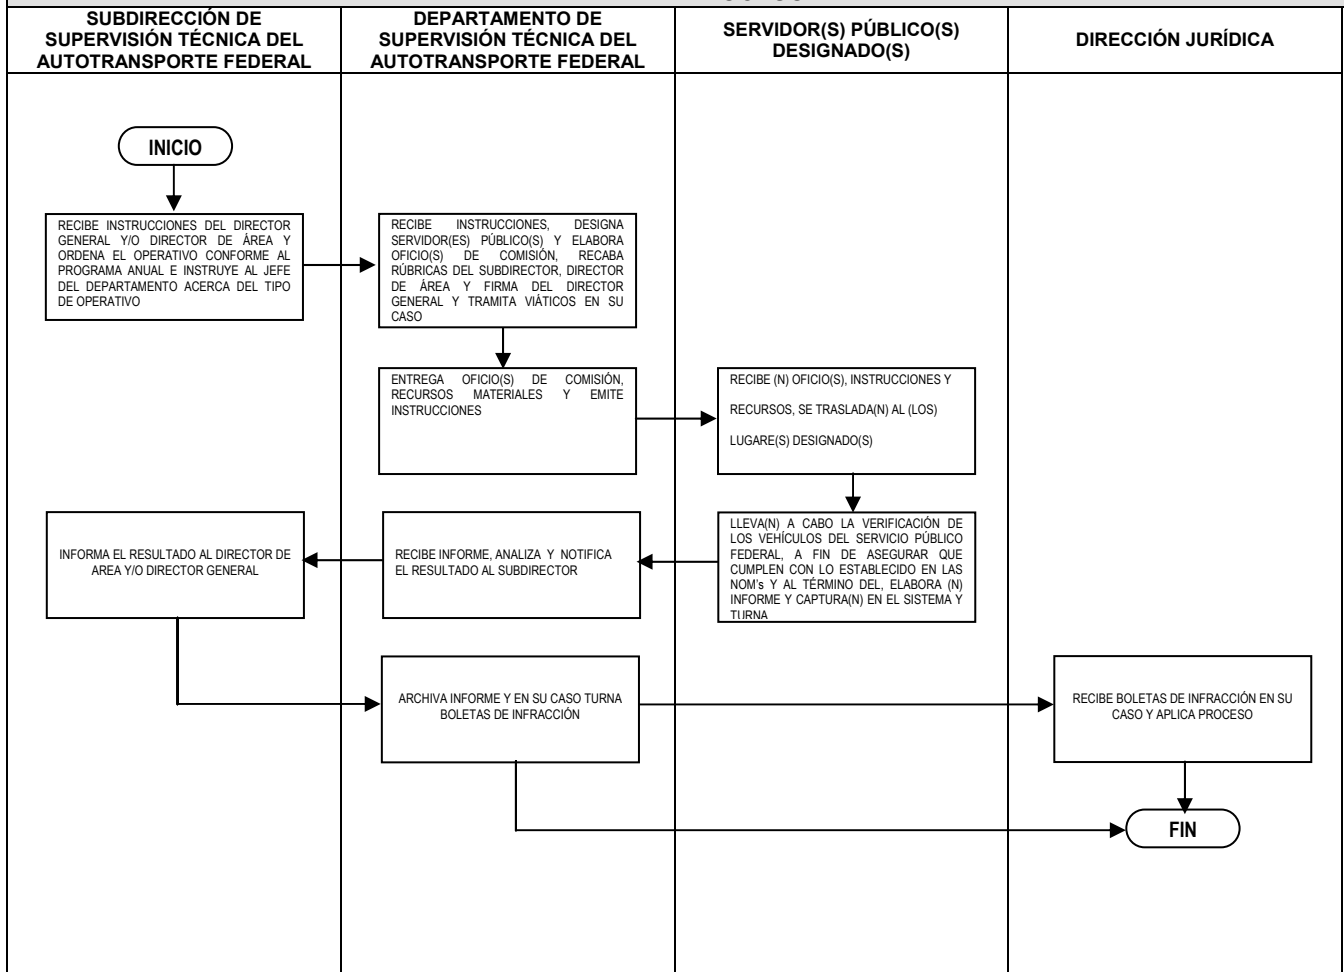 SUBDIRECCIÓN DE
SUPERVISIÓN TÉCNICA DEL
AUTOTRANSPORTE FEDERAL
DEPARTAMENTO DE
SUPERVISIÓN TÉCNICA DEL
AUTOTRANSPORTE FEDERAL
SERVIDOR(S) PÚBLICO(S)
DESIGNADO(S)
DIRECCIÓN JURÍDICA
INICIO
RECIBE INSTRUCCIONES DEL DIRECTOR
GENERAL Y/O DIRECTOR DE ÁREA Y
ORDENA EL OPERATIVO CONFORME AL
PROGRAMA ANUAL E INSTRUYE AL JEFE
DEL DEPARTAMENTO ACERCA DEL TIPO
DE OPERATIVO
RECIBE INSTRUCCIONES, DESIGNA
SERVIDOR(ES) PÚBLICO(S) Y ELABORA
OFICIO(S) DE COMISIÓN, RECABA
RÚBRICAS DEL SUBDIRECTOR, DIRECTOR
DE ÁREA Y FIRMA DEL DIRECTOR
GENERAL Y TRAMITA VIÁTICOS EN SU
CASO
ENTREGA OFICIO(S) DE COMISIÓN,
RECURSOS MATERIALES Y EMITE
INSTRUCCIONES
RECIBE (N) OFICIO(S), INSTRUCCIONES Y
RECURSOS, SE TRASLADA(N) AL (LOS)
LUGARE(S) DESIGNADO(S)
LLEVA(N) A CABO LA VERIFICACIÓN DE
LOS VEHÍCULOS DEL SERVICIO PÚBLICO
FEDERAL, A FIN DE ASEGURAR QUE
CUMPLEN CON LO ESTABLECIDO EN LAS
NOM's Y AL TÉRMINO DEL, ELABORA (N)
INFORME Y CAPTURA(N) EN EL SISTEMA Y
TURNA
RECIBE INFORME, ANALIZA Y NOTIFICA
EL RESULTADO AL SUBDIRECTOR
INFORMA EL RESULTADO AL DIRECTOR DE
AREA Y/O DIRECTOR GENERAL
ARCHIVA INFORME Y EN SU CASO TURNA
BOLETAS DE INFRACCIÓN
RECIBE BOLETAS DE INFRACCIÓN EN SU
CASO Y APLICA PROCESO
FIN